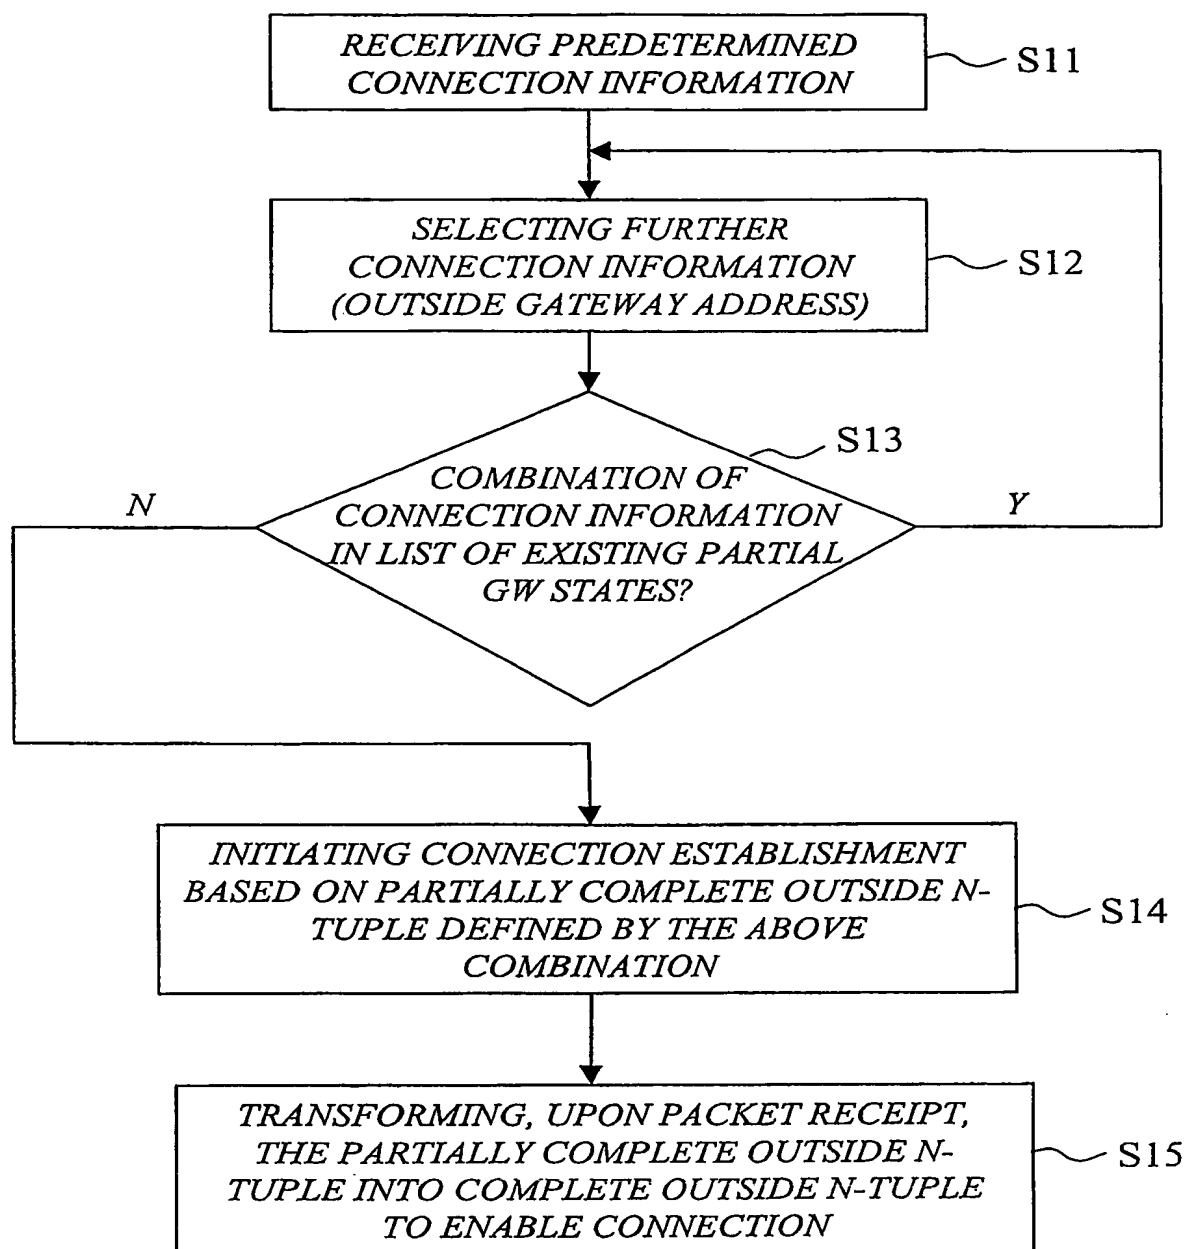 RECEIVING PREDETERMINED
CONNECTION INFORMATION
S11
SELECTING FURTHER
CONNECTION INFORMATION
(OUTSIDE GATEWAY ADDRESS)
S12
S13
COMBINATION OF
CONNECTION INFORMATION
IN LIST OF EXISTING PARTIAL
GW STATES?
N
Y
INITIATING CONNECTION ESTABLISHMENT
BASED ON PARTIALLY COMPLETE OUTSIDE N-
TUPLE DEFINED BY THE ABOVE
COMBINATION
S14
TRANSFORMING, UPON PACKET RECEIPT,
THE PARTIALLY COMPLETE OUTSIDE N-
TUPLE INTO COMPLETE OUTSIDE N-TUPLE
TO ENABLE CONNECTION
S15